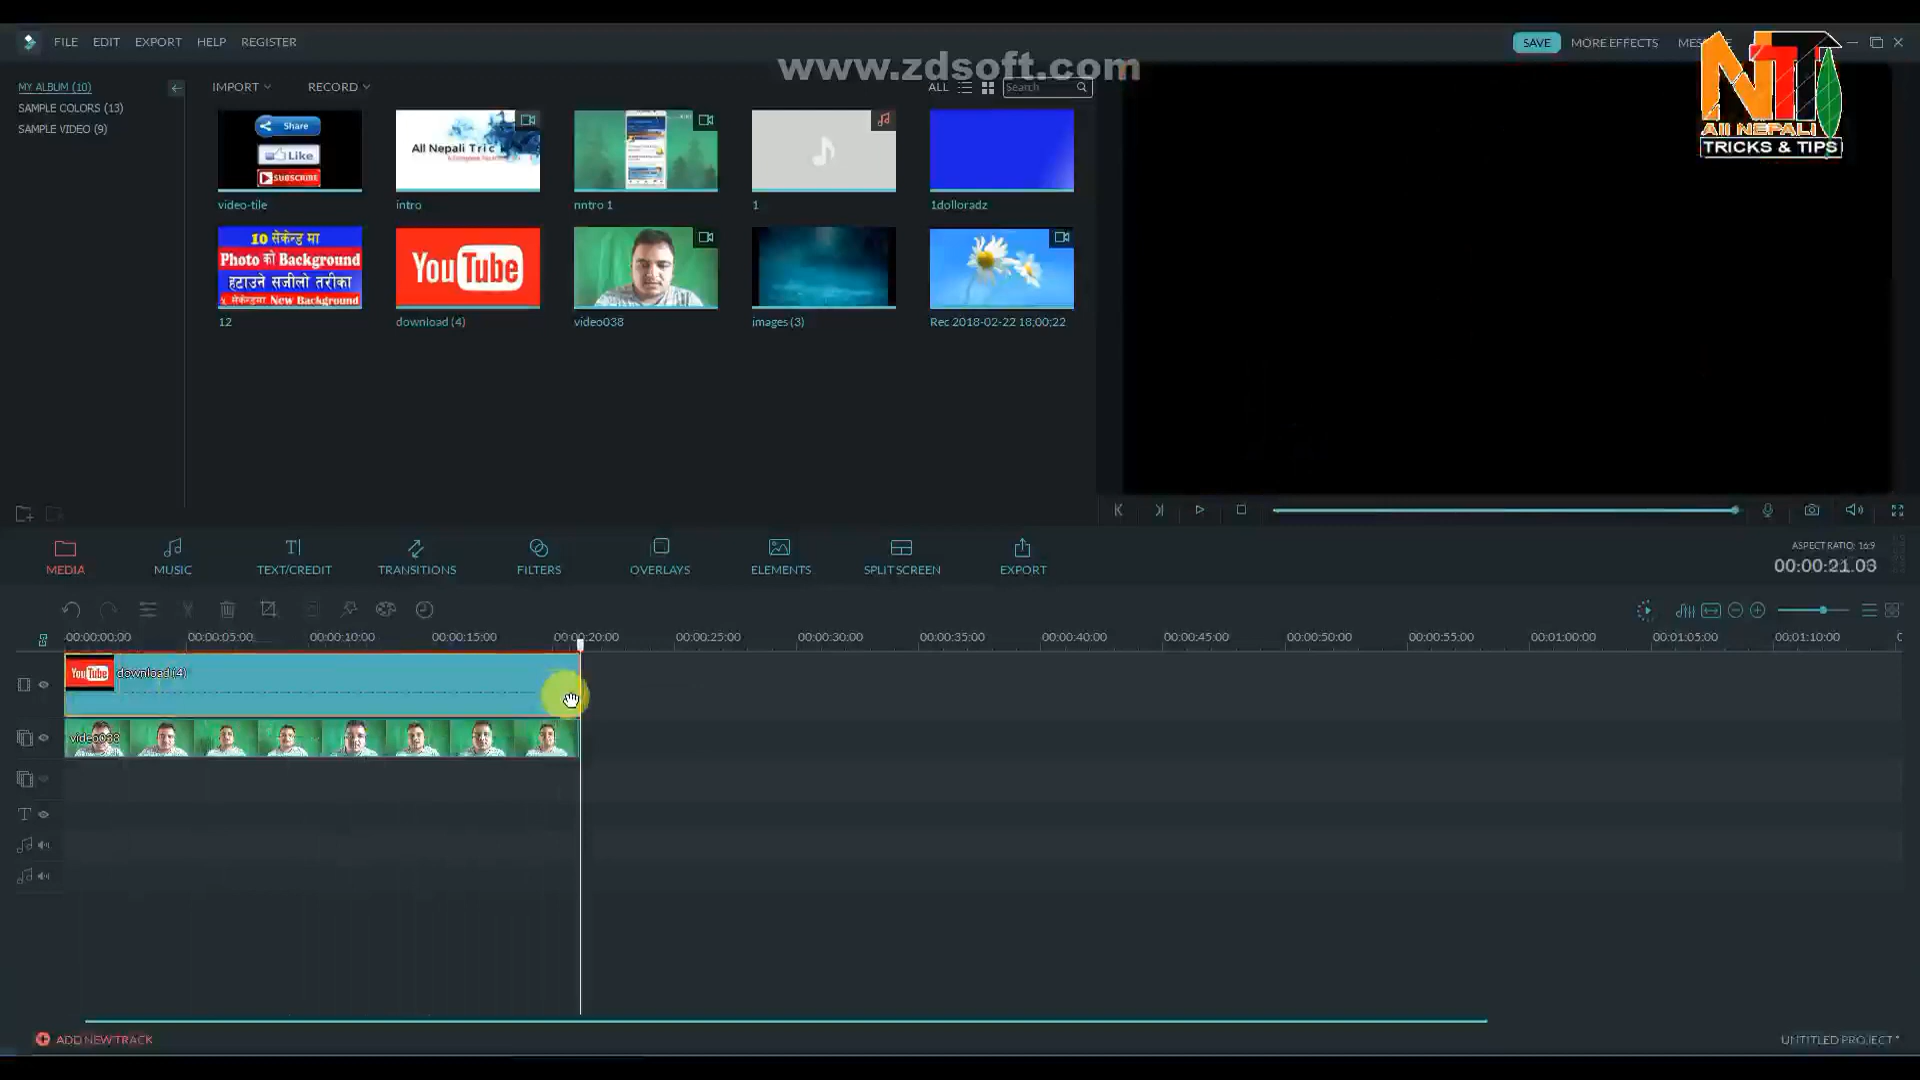 FILE EDIT EXPORT HELP REGISTER
SAVE MORE EFFECTS
www.zdsoft.com
NTT
All NEPALI
TRICKS & TIPS
MY ALBUM (10)
SAMPLE COLORS (13)
SAMPLE VIDEO (9)
IMPORT RECORD ALL Search
Share
Like
SUBSCRIBE
All Nepali Tric
video-tile intro nntro 1 1 1dolloradz
10 सेकेन्ड मा
Photo को Background
हटाउने सजीलो तरीका
५ सेकेन्डमा New Background
YouTube
12 download (4) video038 images (3) Rec 2018-02-22 18;00;22
MEDIA MUSIC TEXT/CREDIT TRANSITIONS FILTERS OVERLAYS ELEMENTS SPLIT SCREEN EXPORT
ASPECT RATIO: 16:9
00:00:21.03
00:00:00:00 00:00:05:00 00:00:10:00 00:00:15:00 00:00:20:00 00:00:25:00 00:00:30:00 00:00:35:00 00:00:40:00 00:00:45:00 00:00:50:00 00:00:55:00 00:01:00:00 00:01:05:00 00:01:10:00
YouTube download (4)
video038
ADD NEW TRACK
UNTITLED PROJECT *